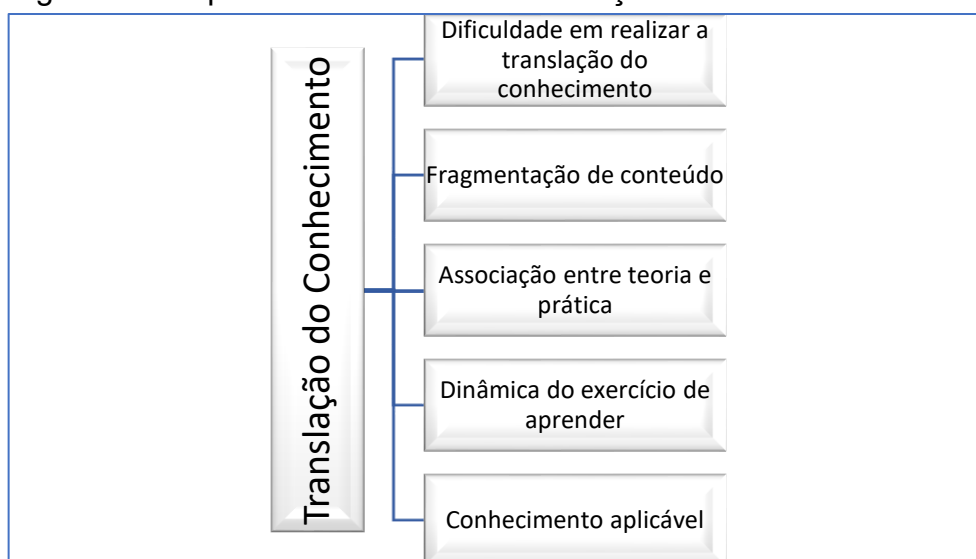 Translação do Conhecimento
Dificuldade em realizar a
translação do
conhecimento
Fragmentação de conteúdo
Associação entre teoria e
prática
Dinâmica do exercício de
aprender
Conhecimento aplicável